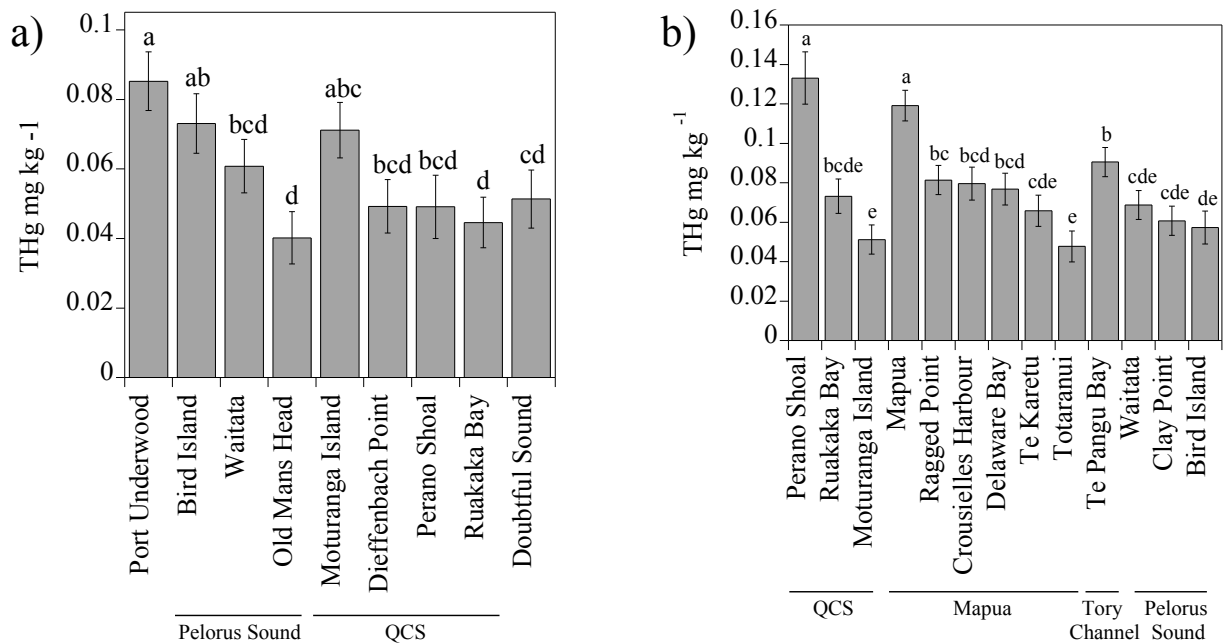 a)
THg mg kg -1
0.1
0.08
0.06
0.04
0.02
0
a
ab
bcd
d
abc
bcd
bcd
d
cd
Port Underwood
Bird Island
Waitata
Old Mans Head
Moturanga Island
Dieffenbach Point
Perano Shoal
Ruakaka Bay
Doubtful Sound
Pelorus Sound
QCS
b)
THg mg kg -1
0.16
0.14
0.12
0.1
0.08
0.06
0.04
0.02
0
a
bcde
e
a
bc
bcd
bcd
cde
e
b
cde
cde
de
Perano Shoal
Ruakaka Bay
Moturanga Island
Mapua
Ragged Point
Crousielles Harbour
Delaware Bay
Te Karetu
Totaranui
Te Pangu Bay
Waitata
Clay Point
Bird Island
QCS
Mapua
Tory
Channel
Pelorus
Sound